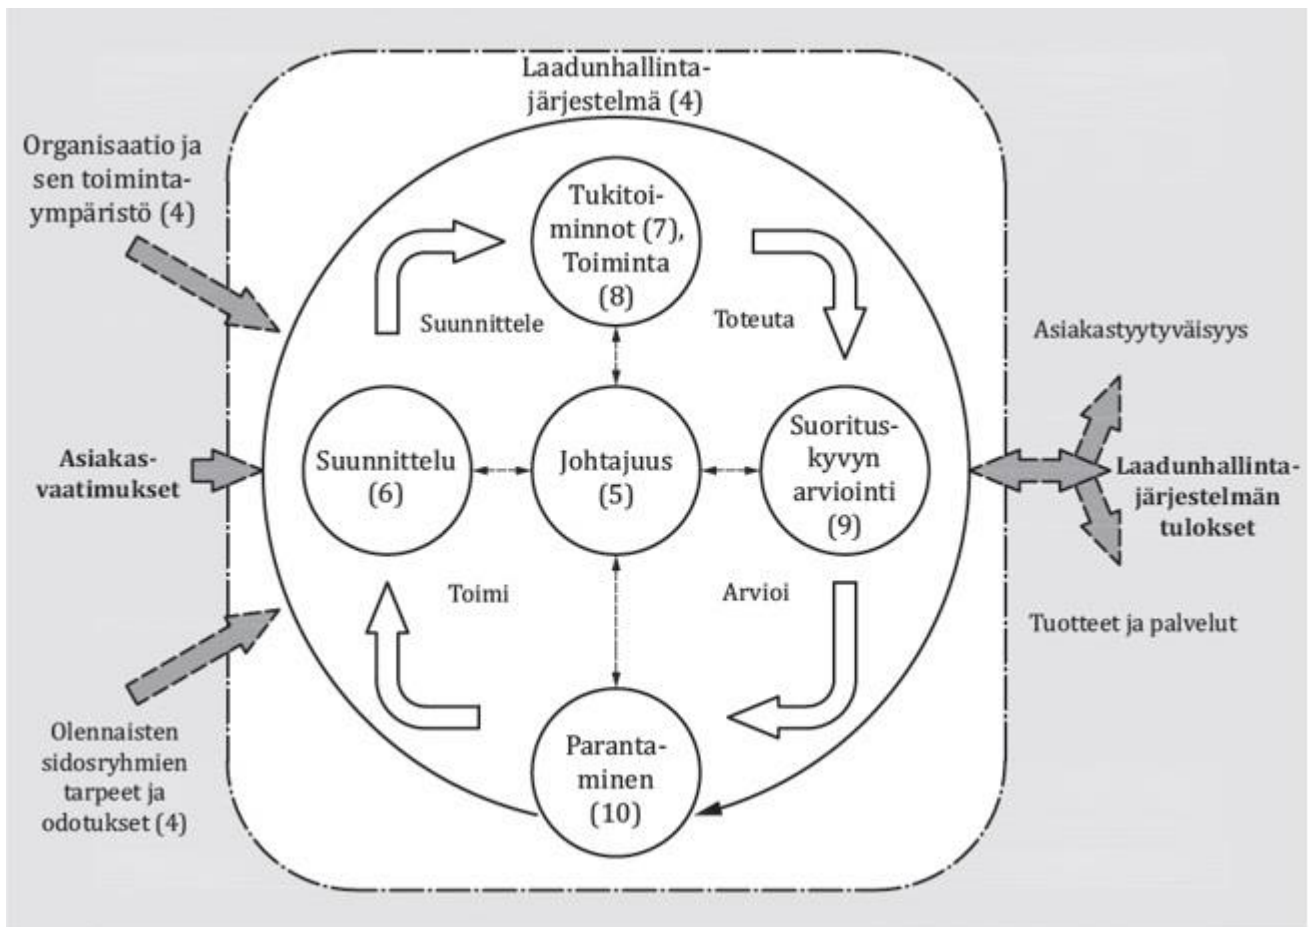 Laadunhallinta-
järjestelmä (4)
Organisaatio ja
sen toiminta-
ympäristö (4)
Tukitoi-
minnot (7),
Toiminta
(8)
Suunnittele
Toteuta
Asiakastyytyväisyys
Asiakas-
vaatimukset
Suunnittelu
(6)
Johtajuus
(5)
Suoritus-
kyvyn
arviointi
(9)
Laadunhallinta-
järjestelmän
tulokset
Toimi
Arvioi
Tuotteet ja palvelut
Olennaisten
sidosryhmien
tarpeet ja
odotukset (4)
Paranta-
minen
(10)